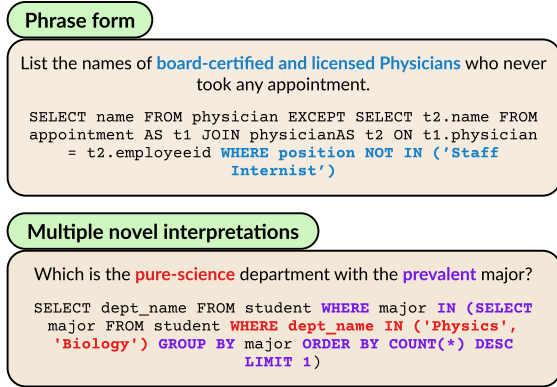 Phrase form
List the names of board-certified and licensed Physicians who never
took any appointment.
SELECT name FROM physician EXCEPT SELECT t2.name FROM
appointment AS t1 JOIN physicianAS t2 ON t1.physician
= t2.employeeid WHERE position NOT IN (’Staff
Internist’)
Multiple novel interpretations
Which is the pure-science department with the prevalent major?
SELECT dept_name FROM student WHERE major IN (SELECT
major FROM student WHERE dept_name IN ('Physics',
'Biology') GROUP BY major ORDER BY COUNT(*) DESC
LIMIT 1)